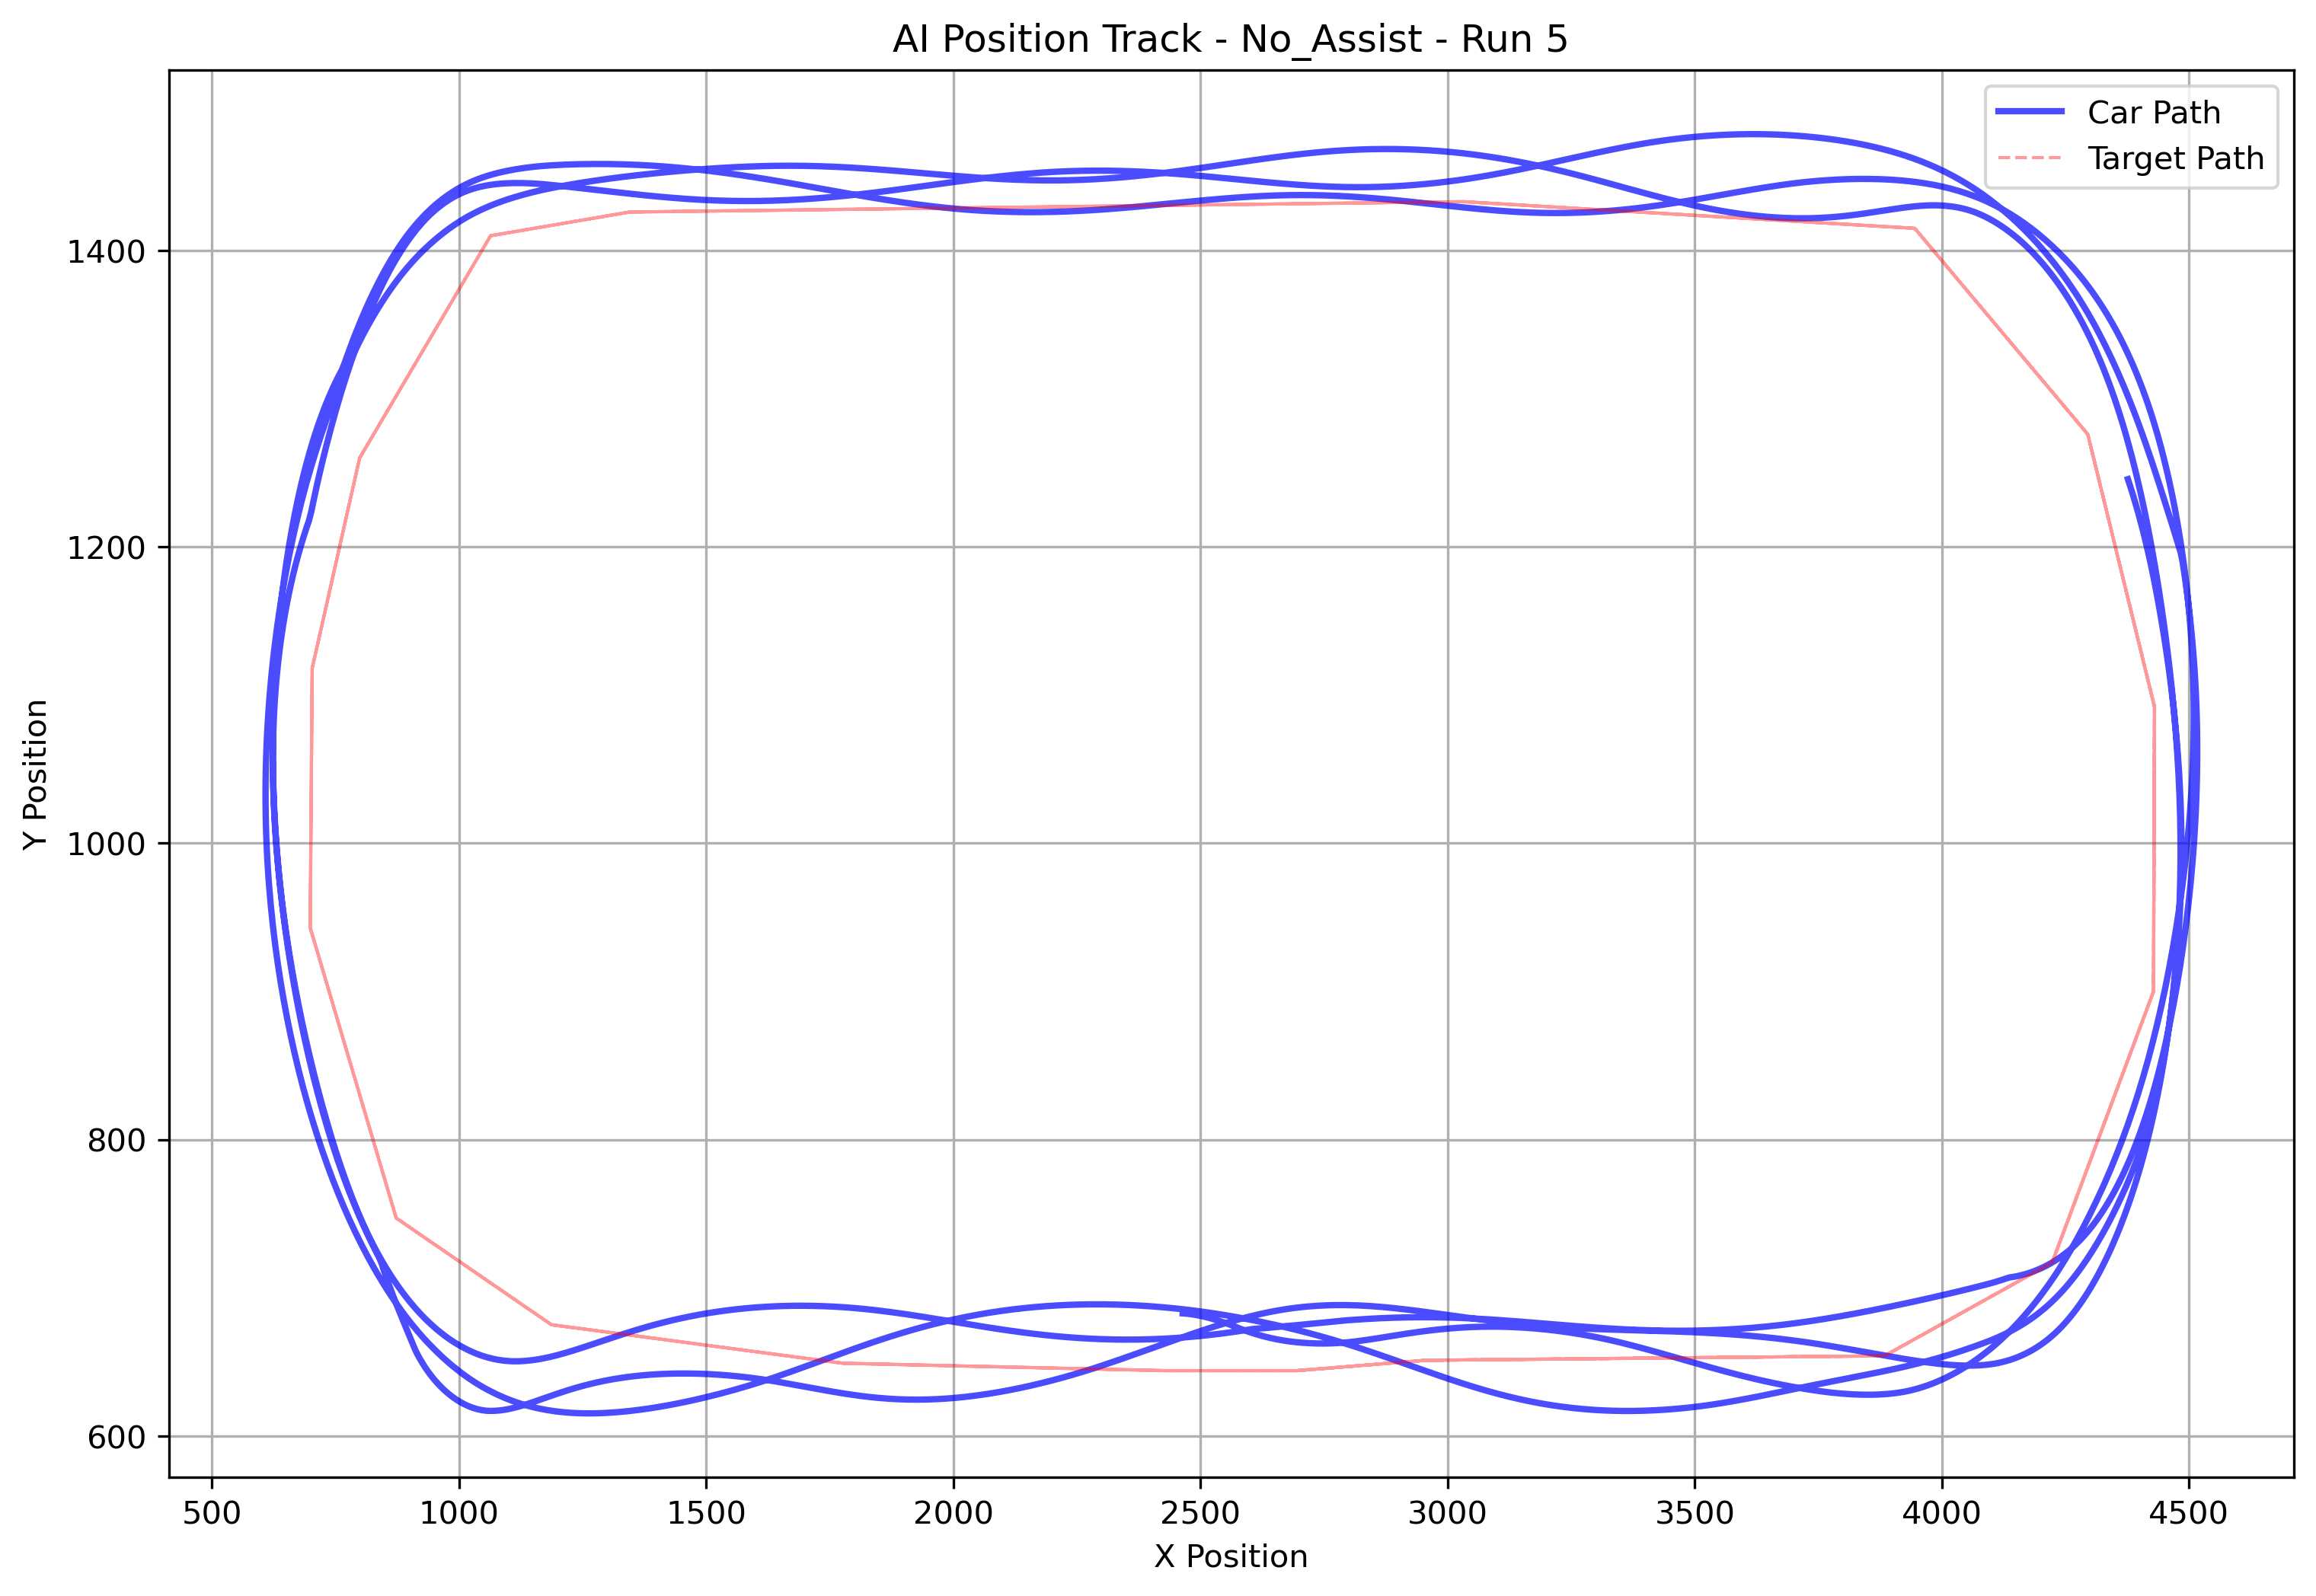 AI Position Track - No_Assist - Run 5
Car Path
Target Path
Y Position
1400
1200
1000
800
600
500 1000 1500 2000 2500 3000 3500 4000 4500
X Position